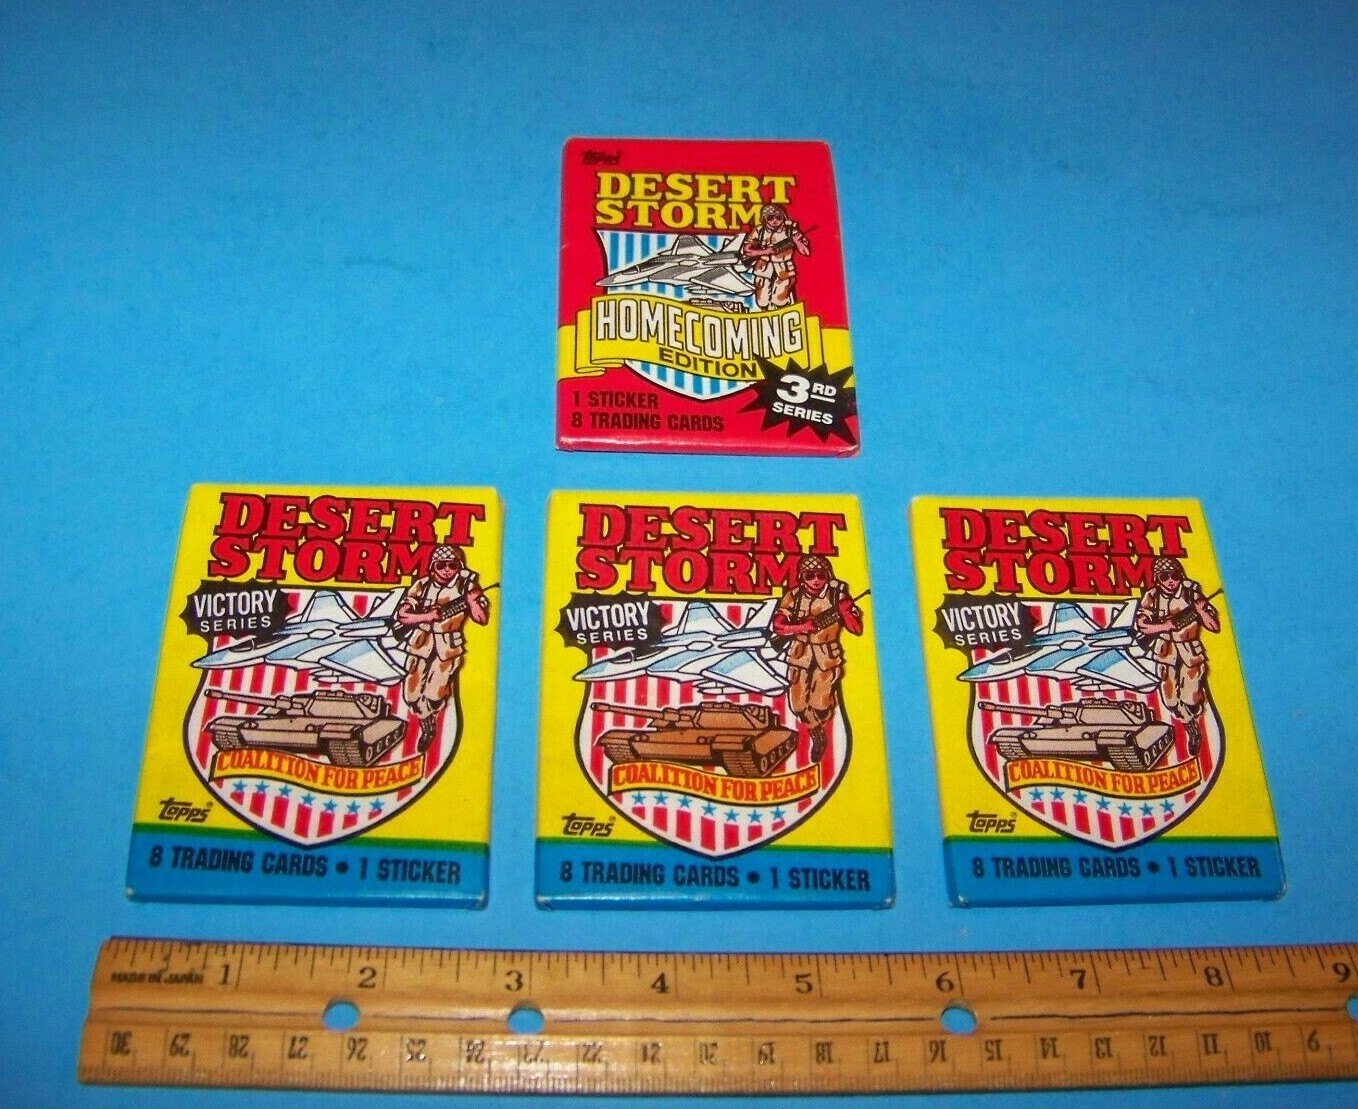 Topps
DESERT
STORM
HOMECOMING
EDITION
3RD
SERIES
1 STICKER
8 TRADING CARDS
DESERT
STORM
VICTORY
SERIES
COALITION FOR PEACE
Topps®
8 TRADING CARDS • 1 STICKER
DESERT
STORM
VICTORY
SERIES
COALITION FOR PEACE
Topps®
8 TRADING CARDS • 1 STICKER
DESERT
STORM
VICTORY
SERIES
COALITION FOR PEACE
Topps®
8 TRADING CARDS • 1 STICKER
MADE IN JAPAN 1 2 3 4 5 6 7 8 9
30 29 28 27 26 25 24 23 22 21 20 19 18 17 16 15 14 13 12 11 10 9